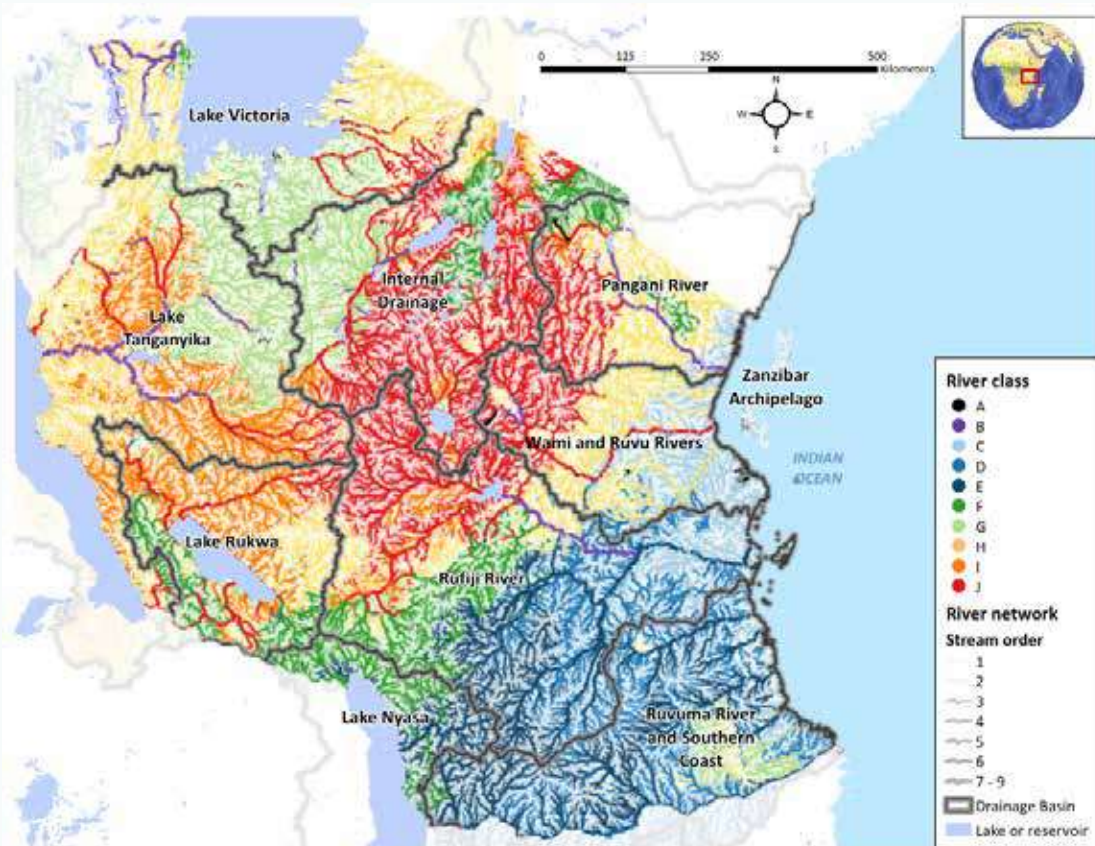 0 125 250 500
Kilometers
N
W E
S
Lake Victoria
Internal
Drainage
Pangani River
Lake
Tanganyika
Zanzibar
Archipelago
Wami and Ruvu Rivers
INDIAN
OCEAN
Lake Rukwa
Rufiji River
Lake Nyasa
Ruvuma River
and Southern
Coast
River class
A
B
C
D
E
F
G
H
I
J
River network
Stream order
1
2
3
4
5
6
7 - 9
Drainage Basin
Lake or reservoir